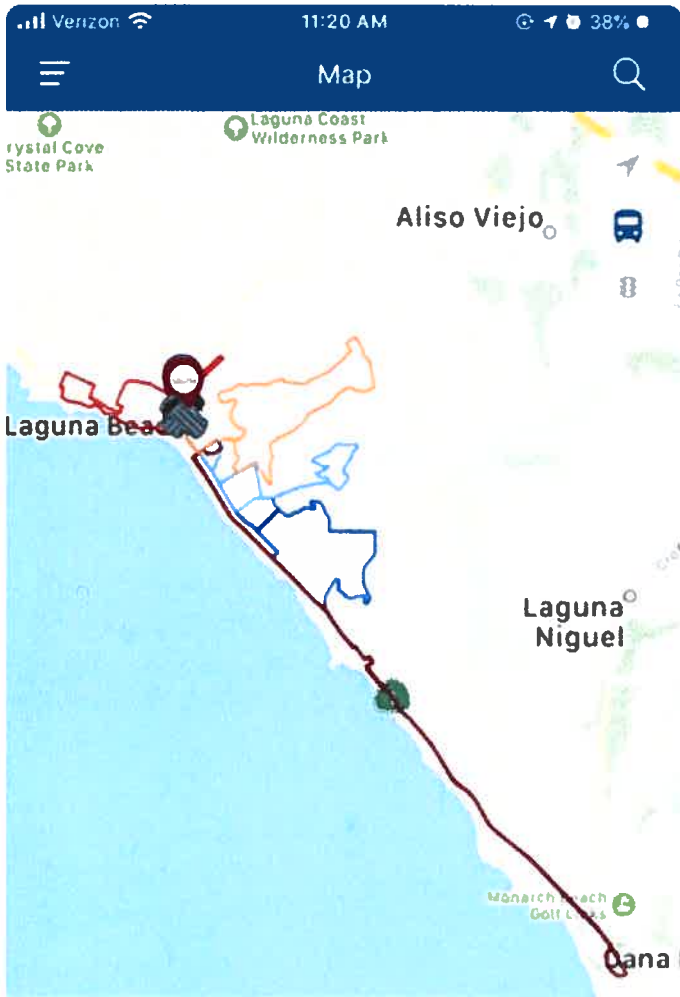 Verizon
11:20 AM
38%
Map
rystal Cove
State Park
Laguna Coast
Wilderness Park
Aliso Viejo
Laguna Bea
Laguna
Niguel
Monarch Beach
Golf Links
Dana